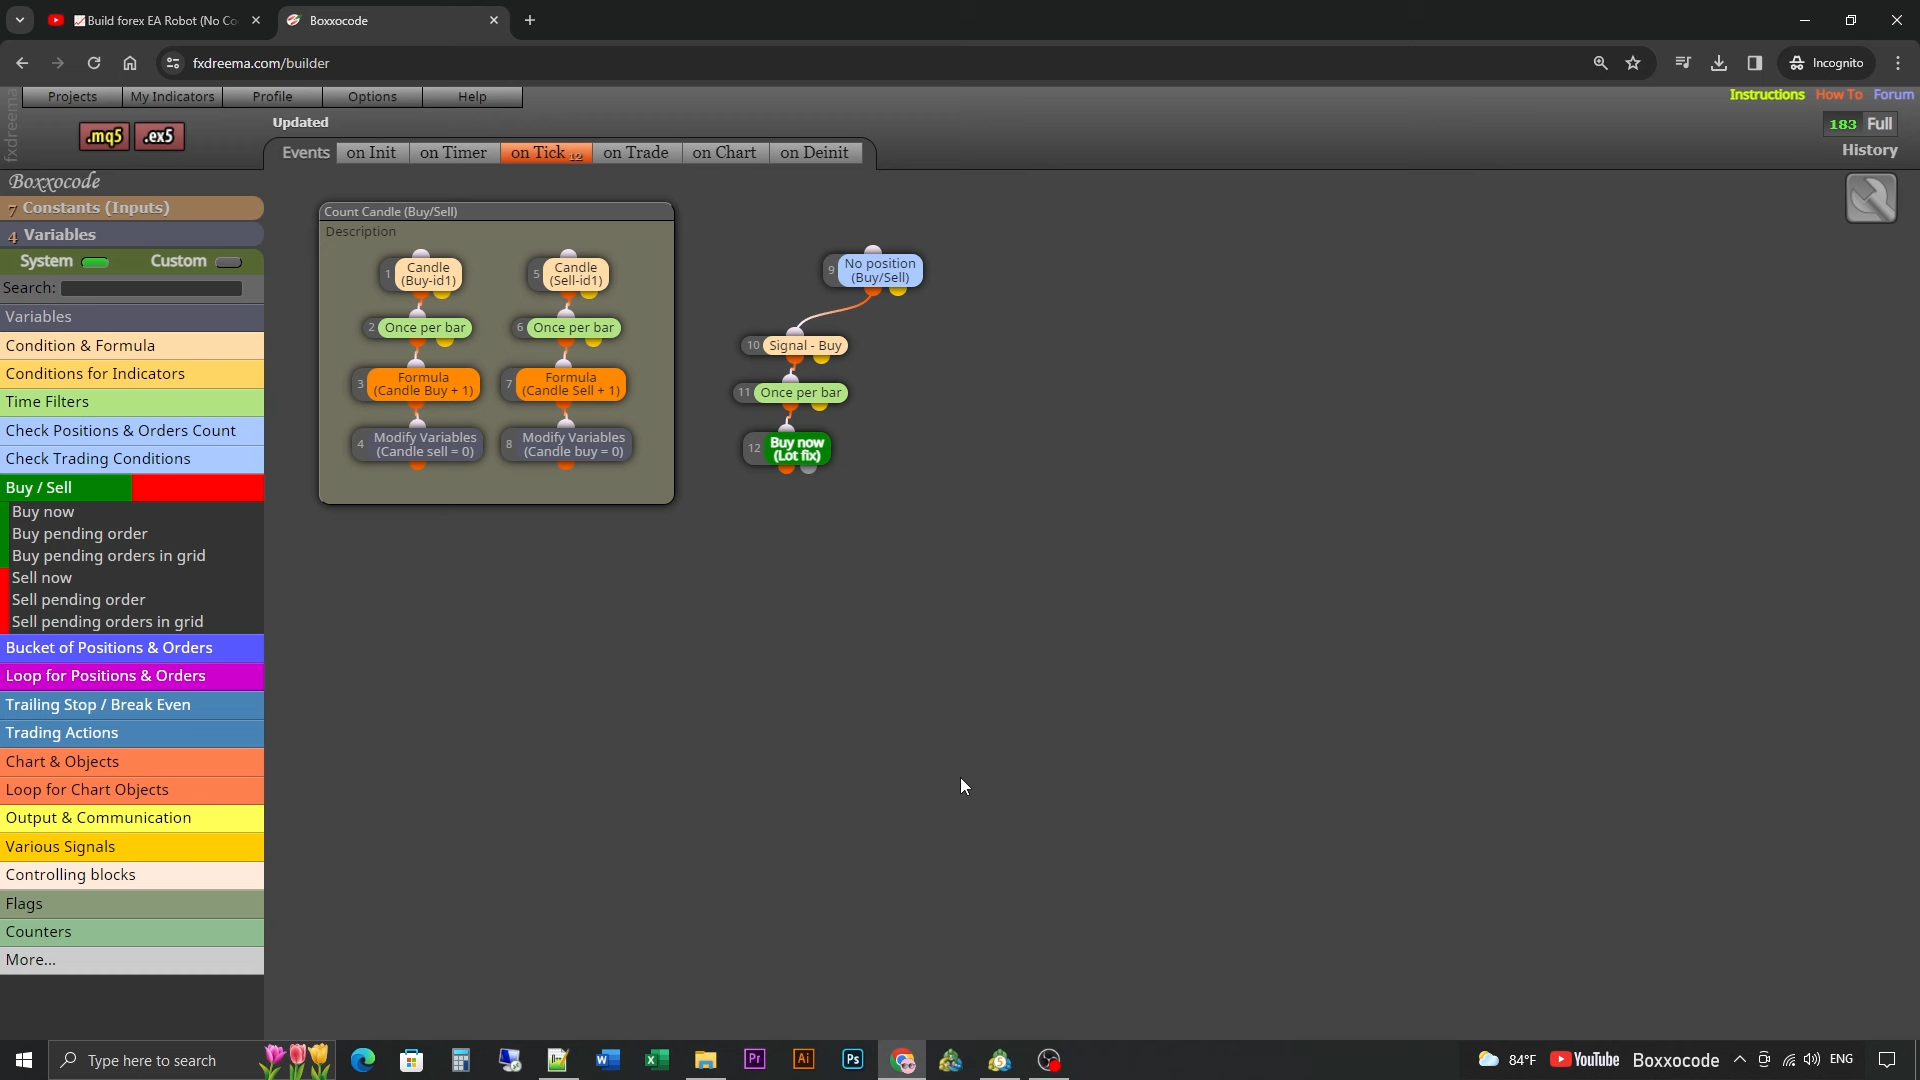 📈Build forex EA Robot (No Co
Boxxocode
fxdreema.com/builder
Incognito
fxdreema
Projects
My Indicators
Profile
Options
Help
Instructions
How To
Forum
.mq5
.ex5
Updated
183 Full
Events
on Init
on Timer
on Tick 12
on Trade
on Chart
on Deinit
History
Boxxocode
7 Constants (Inputs)
4 Variables
System
Custom
Search:
Variables
Condition & Formula
Conditions for Indicators
Time Filters
Check Positions & Orders Count
Check Trading Conditions
Buy / Sell
Buy now
Buy pending order
Buy pending orders in grid
Sell now
Sell pending order
Sell pending orders in grid
Bucket of Positions & Orders
Loop for Positions & Orders
Trailing Stop / Break Even
Trading Actions
Chart & Objects
Loop for Chart Objects
Output & Communication
Various Signals
Controlling blocks
Flags
Counters
More...
Count Candle (Buy/Sell)
Description
1 Candle
(Buy-id1)
2 Once per bar
3 Formula
(Candle Buy + 1)
4 Modify Variables
(Candle sell = 0)
5 Candle
(Sell-id1)
6 Once per bar
7 Formula
(Candle Sell + 1)
8 Modify Variables
(Candle buy = 0)
9 No position
(Buy/Sell)
10 Signal - Buy
11 Once per bar
12 Buy now
(Lot fix)
Type here to search
W
X
Pr
Ai
Ps
84°F
YouTube
Boxxocode
ENG